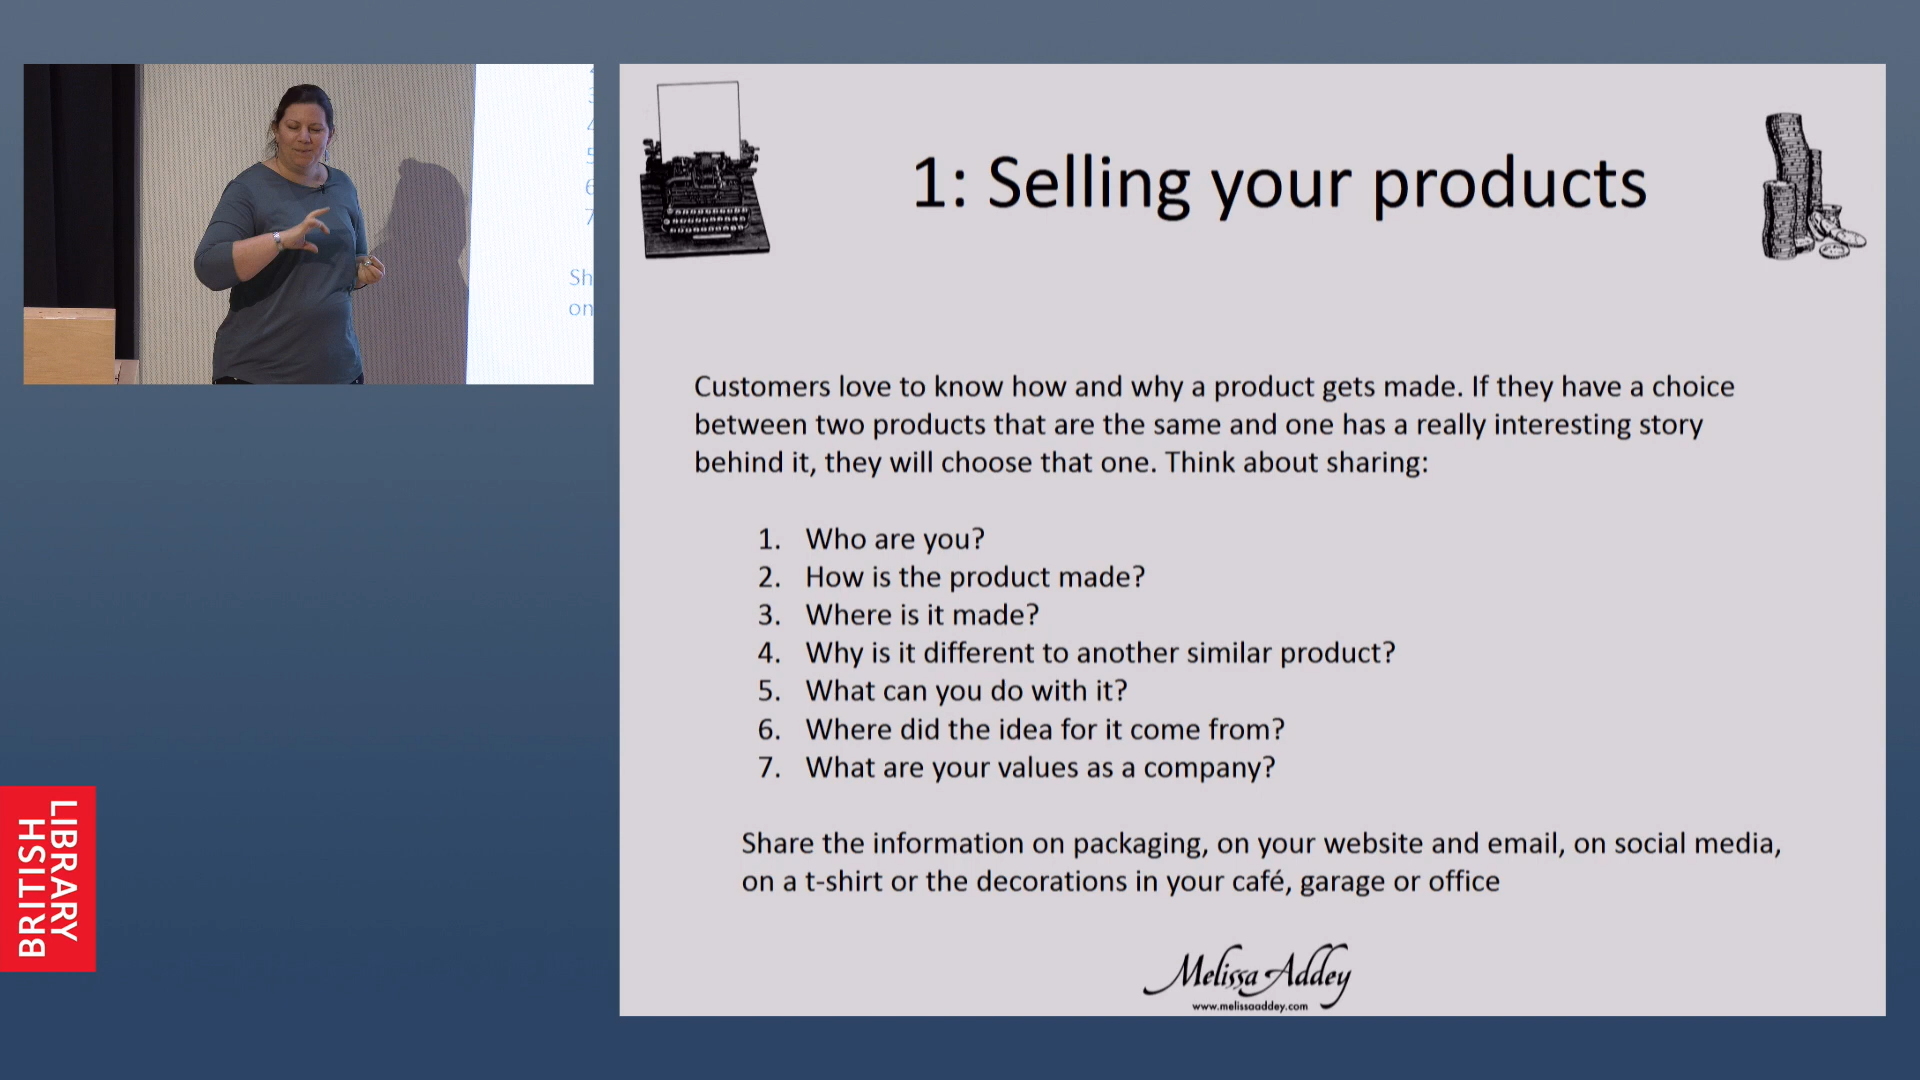 1: Selling your products
Customers love to know how and why a product gets made. If they have a choice
between two products that are the same and one has a really interesting story
behind it, they will choose that one. Think about sharing:
1. Who are you?
2. How is the product made?
3. Where is it made?
4. Why is it different to another similar product?
5. What can you do with it?
6. Where did the idea for it come from?
7. What are your values as a company?
Share the information on packaging, on your website and email, on social media,
on a t-shirt or the decorations in your café, garage or office
Melissa Addey
www.melissaaddey.com
5
6
7
Sh
on
BRITISH
LIBRARY